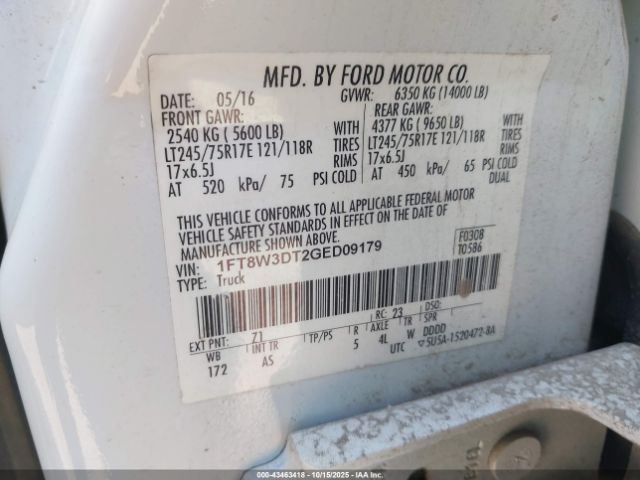 MFD. BY FORD MOTOR CO.
DATE: 05/16 GVWR: 6350 KG (14000 LB)
FRONT GAWR: REAR GAWR:
2540 KG ( 5600 LB) WITH 4377 KG ( 9650 LB) WITH
LT245/75R17E 121/118R TIRES LT245/75R17E 121/118R TIRES
17x6.5J RIMS 17x6.5J RIMS
AT 520 kPa/ 75 PSI COLD AT 450 kPa/ 65 PSI COLD
DUAL
THIS VEHICLE CONFORMS TO ALL APPLICABLE FEDERAL MOTOR
VEHICLE SAFETY STANDARDS IN EFFECT ON THE DATE OF
MANUFACTURE SHOWN ABOVE.
VIN: 1FT8W3DT2GED09179 F0308
TYPE: Truck T0586
EXT PNT: Z1 RC: 23 DSO:
WB INT TR TP/PS R AXLE TR SPR
172 AS 5 4L W DDDD
UTC ▽5U5A-1520472-8A
000-43463418 - 10/15/2025 - IAAI.COM